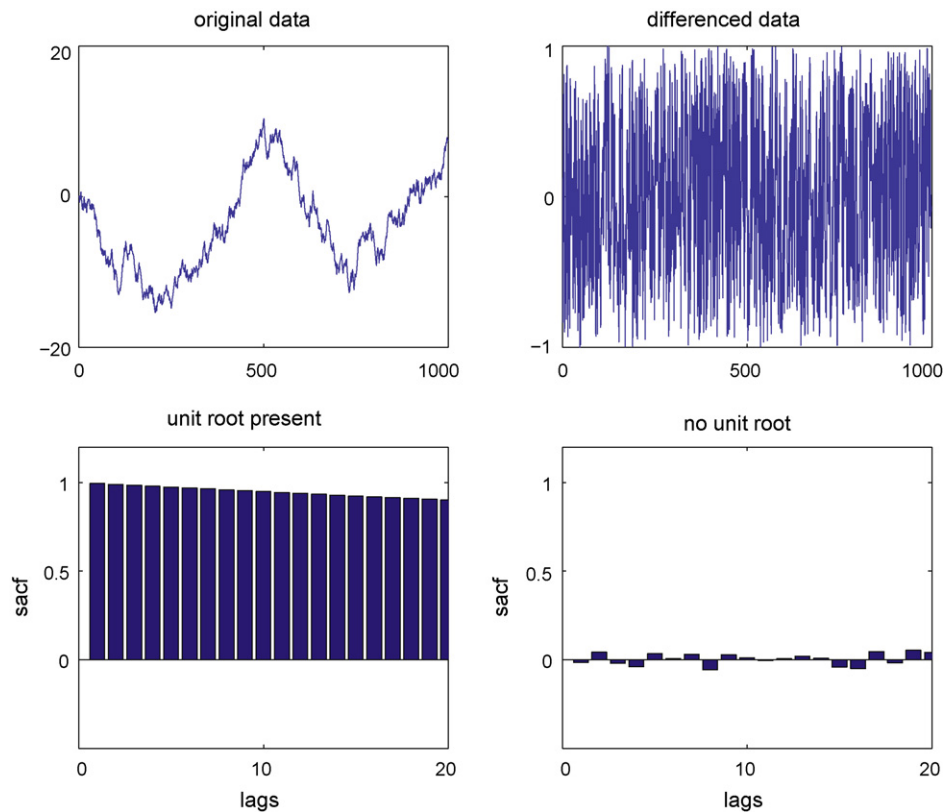 original data
20
0
−20
0 500 1000
differenced data
1
0
−1
0 500 1000
unit root present
1
0.5
0
sacf
0 10 20
lags
no unit root
1
0.5
0
sacf
0 10 20
lags